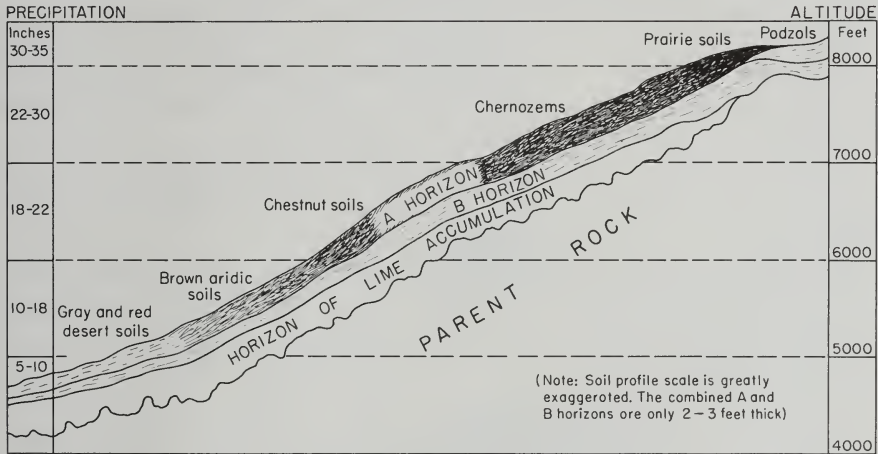 PRECIPITATION
ALTITUDE
Inches
30-35
22-30
18-22
10-18
5-10
Feet
8000
7000
6000
5000
4000
Podzols
Prairie soils
Chernozems
Chestnut soils
Brown aridic
soils
Gray and red
desert soils
A HORIZON
B HORIZON
HORIZON OF LIME ACCUMULATION
PARENT ROCK
(Note: Soil profile scale is greatly
exaggeroted. The combined A and
B horizons ore only 2-3 feet thick)